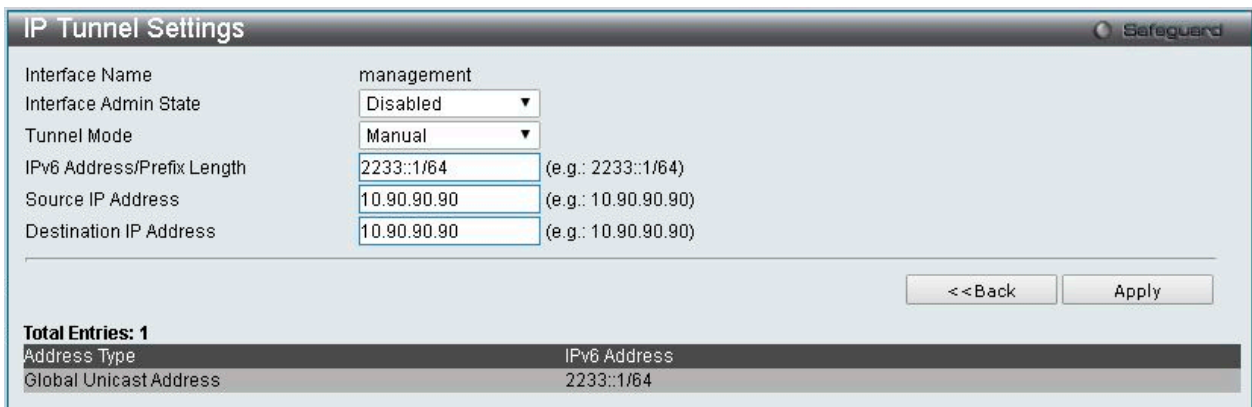 IP Tunnel Settings
Safeguard
Interface Name management
Interface Admin State Disabled
Tunnel Mode Manual
IPv6 Address/Prefix Length 2233::1/64 (e.g.: 2233::1/64)
Source IP Address 10.90.90.90 (e.g.: 10.90.90.90)
Destination IP Address 10.90.90.90 (e.g.: 10.90.90.90)
<<Back Apply
Total Entries: 1
Address Type IPv6 Address
Global Unicast Address 2233::1/64